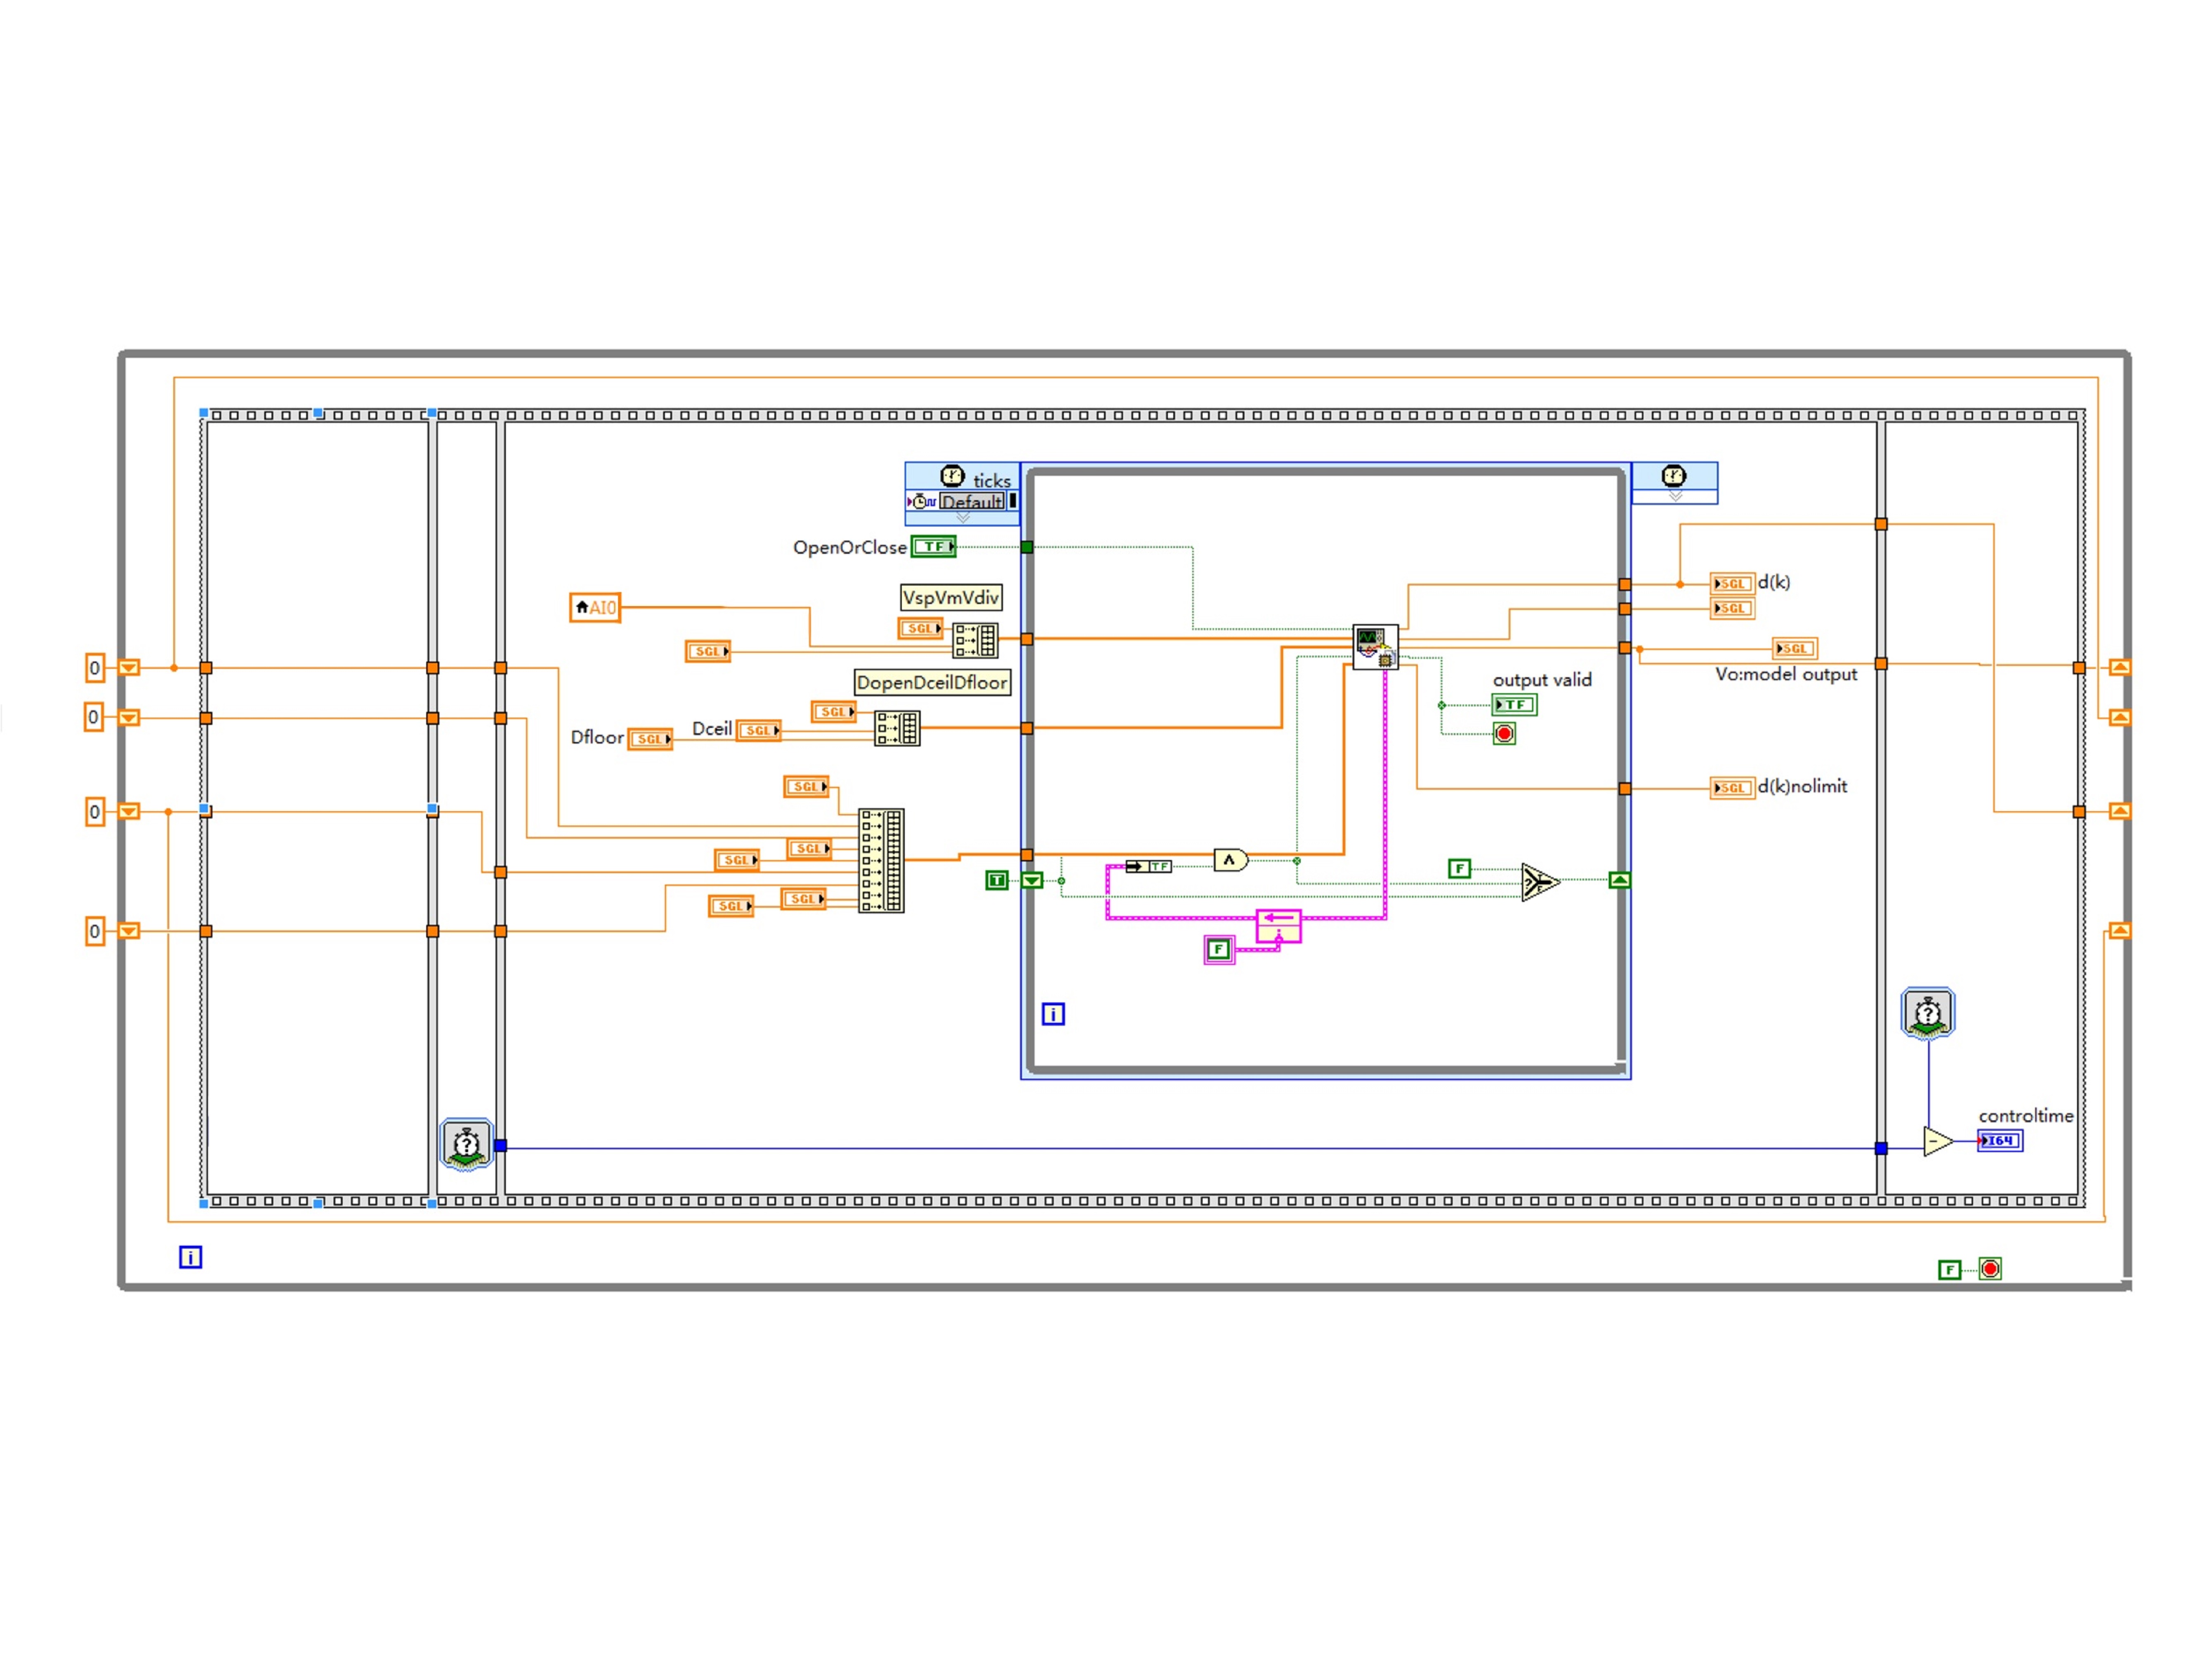 ticks
Default
OpenOrClose
TF
VspVmVdiv
AI0
SGL
SGL
d(k)
SGL
SGL
0
SGL
Vo:model output
DopenDceilDfloor
output valid
TF
0
SGL
Dceil
SGL
Dfloor
SGL
SGL
SGL
d(k)nolimit
0
SGL
SGL
TF
F
T
SGL
SGL
0
F
i
?
controltime
?
I64
i
F